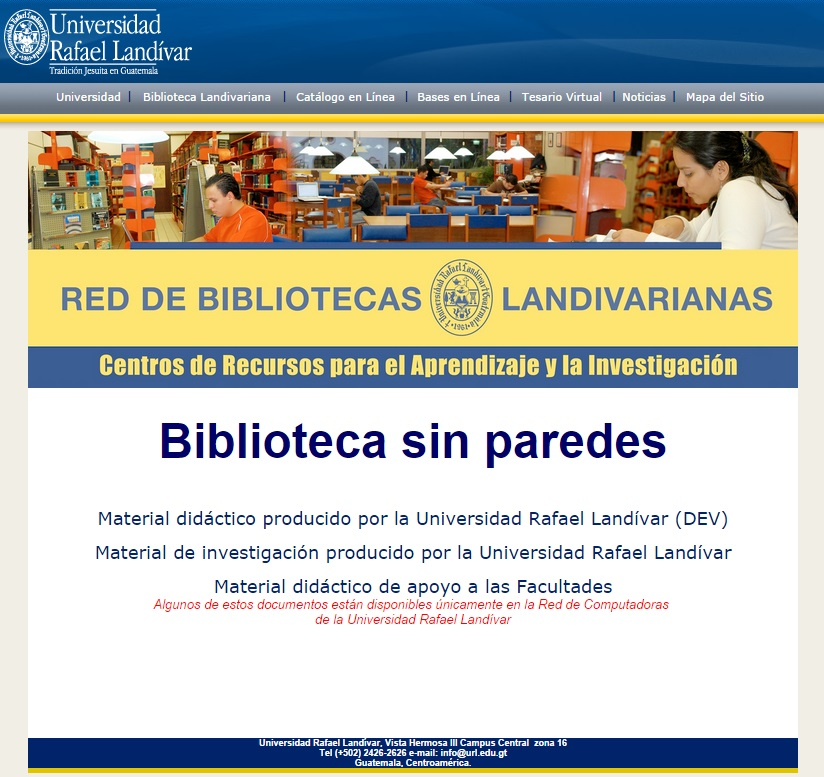 Universidad
Rafael Landívar
Tradición Jesuita en Guatemala
Universidad | Biblioteca Landivariana | Catálogo en Línea | Bases en Línea | Tesario Virtual | Noticias | Mapa del Sitio
RED DE BIBLIOTECAS LANDIVARIANAS
Centros de Recursos para el Aprendizaje y la Investigación
Biblioteca sin paredes
Material didáctico producido por la Universidad Rafael Landívar (DEV)
Material de investigación producido por la Universidad Rafael Landívar
Material didáctico de apoyo a las Facultades
Algunos de estos documentos están disponibles únicamente en la Red de Computadoras
de la Universidad Rafael Landívar
Universidad Rafael Landívar, Vista Hermosa III Campus Central zona 16
Tel (+502) 2426-2626 e-mail: info@url.edu.gt
Guatemala, Centroamérica.